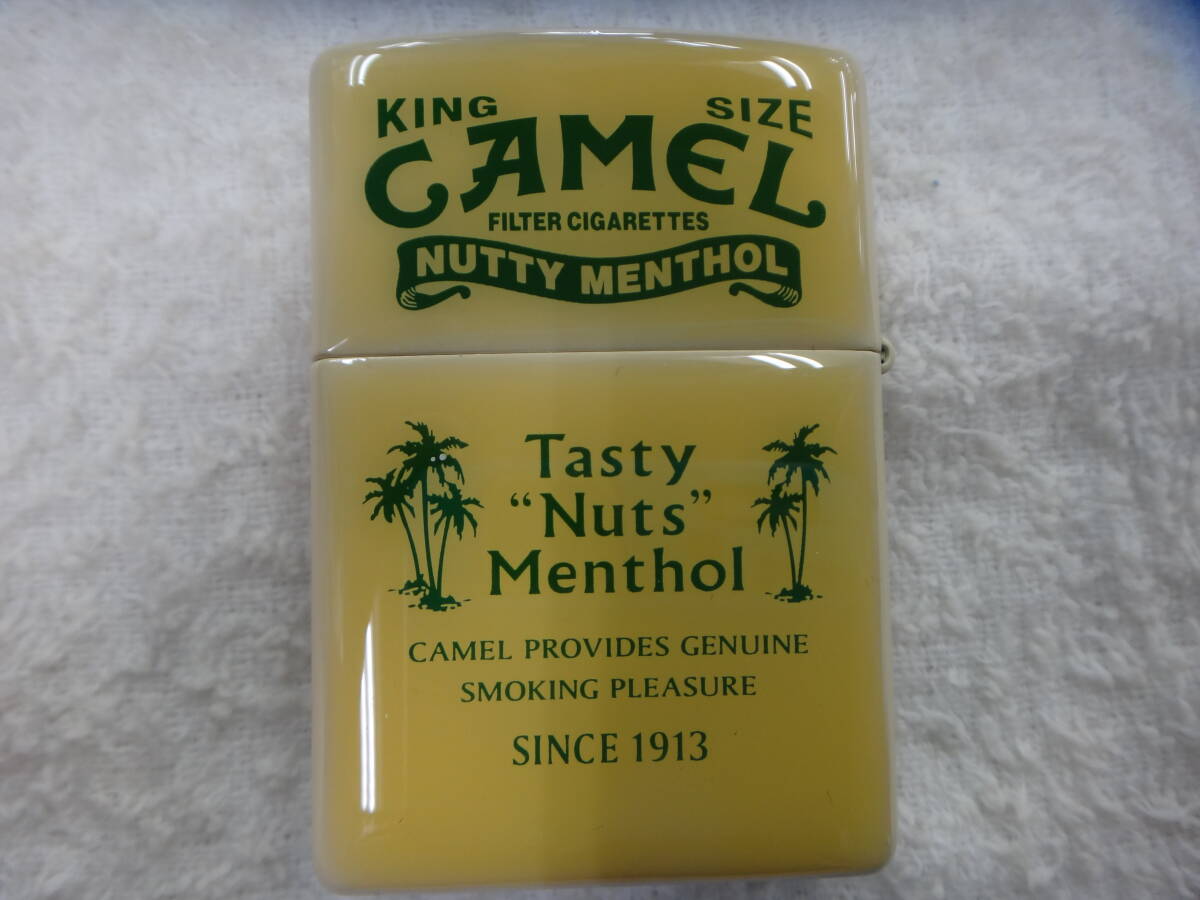 KING SIZE
CAMEL
FILTER CIGARETTES
NUTTY MENTHOL
Tasty
“Nuts”
Menthol
CAMEL PROVIDES GENUINE
SMOKING PLEASURE
SINCE 1913